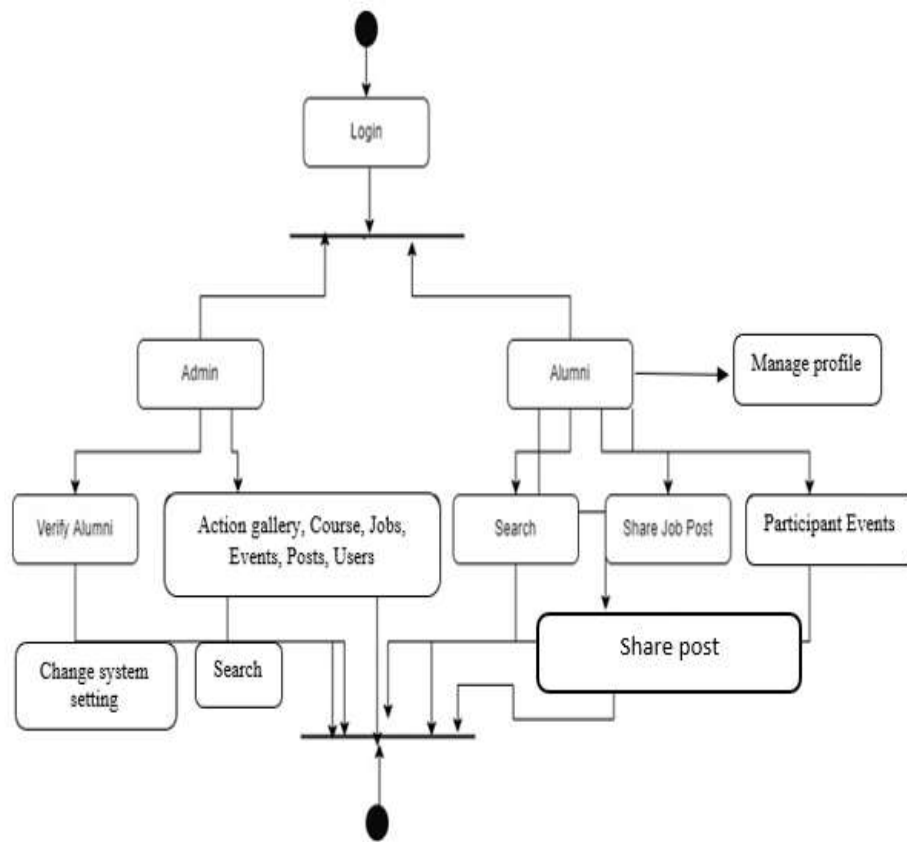 Login
Admin
Alumni
Manage profile
Verify Alumni
Action gallery, Course, Jobs,
Events, Posts, Users
Search
Share Job Post
Participant Events
Change system
setting
Search
Share post